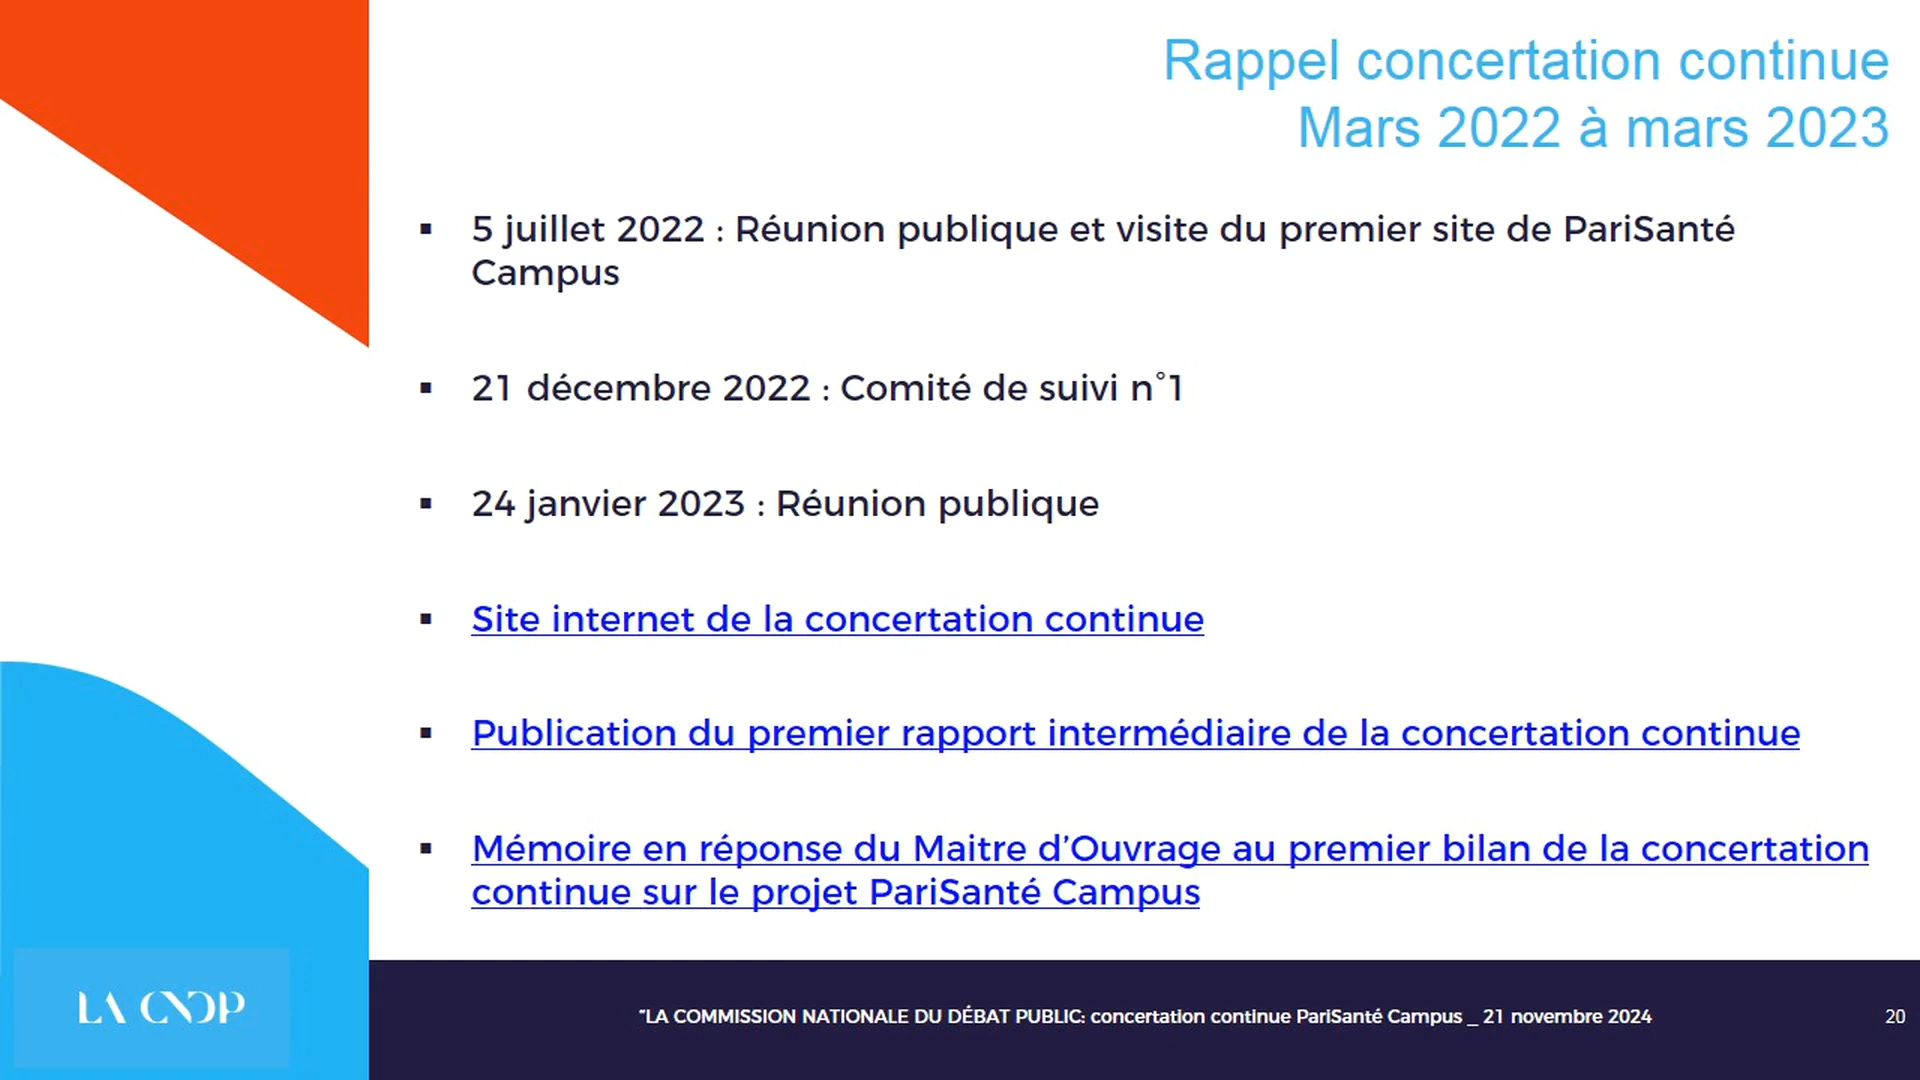 Rappel concertation continue
Mars 2022 à mars 2023
▪ 5 juillet 2022 : Réunion publique et visite du premier site de PariSanté
Campus
▪ 21 décembre 2022 : Comité de suivi n°1
▪ 24 janvier 2023 : Réunion publique
▪ Site internet de la concertation continue
▪ Publication du premier rapport intermédiaire de la concertation continue
▪ Mémoire en réponse du Maitre d’Ouvrage au premier bilan de la concertation
continue sur le projet PariSanté Campus
LA CNDP
"LA COMMISSION NATIONALE DU DÉBAT PUBLIC: concertation continue PariSanté Campus _ 21 novembre 2024
20